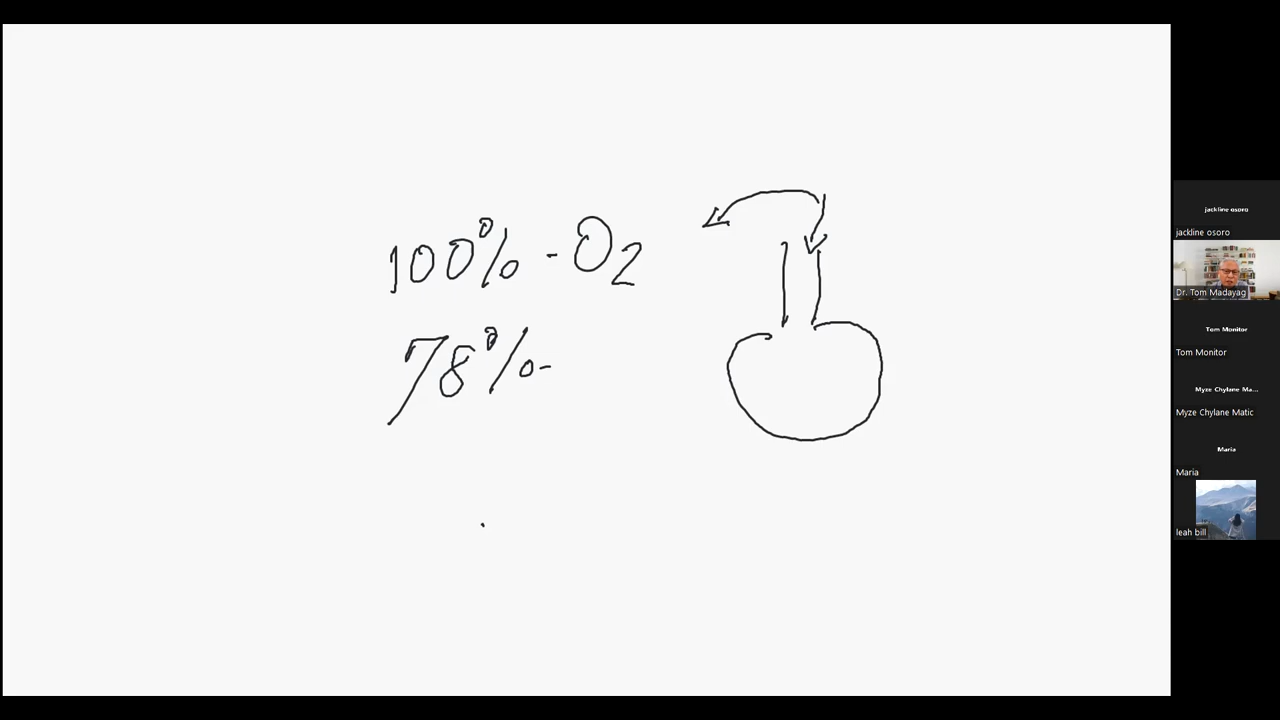 100% - O2
78% -
jackline osoro
jackline osoro
Dr. Tom Madayag
Tom Monitor
Tom Monitor
Myze Chylane Ma...
Myze Chylane Matic
Maria
Maria
leah bill